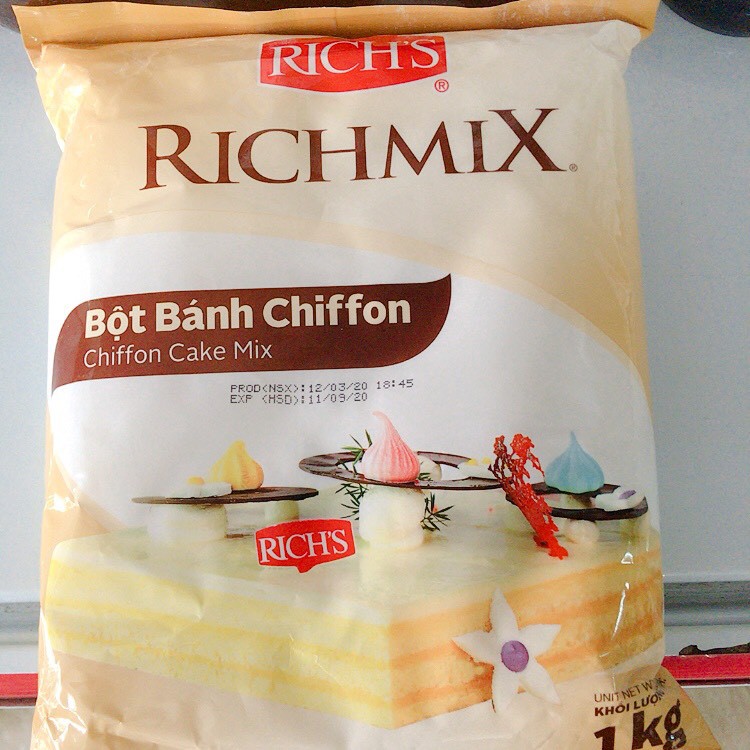 RICH'S
®
RICHMIX®
Bột Bánh Chiffon
Chiffon Cake Mix
PROD(NSX):12/03/20 18:45
EXP (HSD):11/09/20
RICH'S
UNIT NET
KHỐI LƯỢNG
1 kg